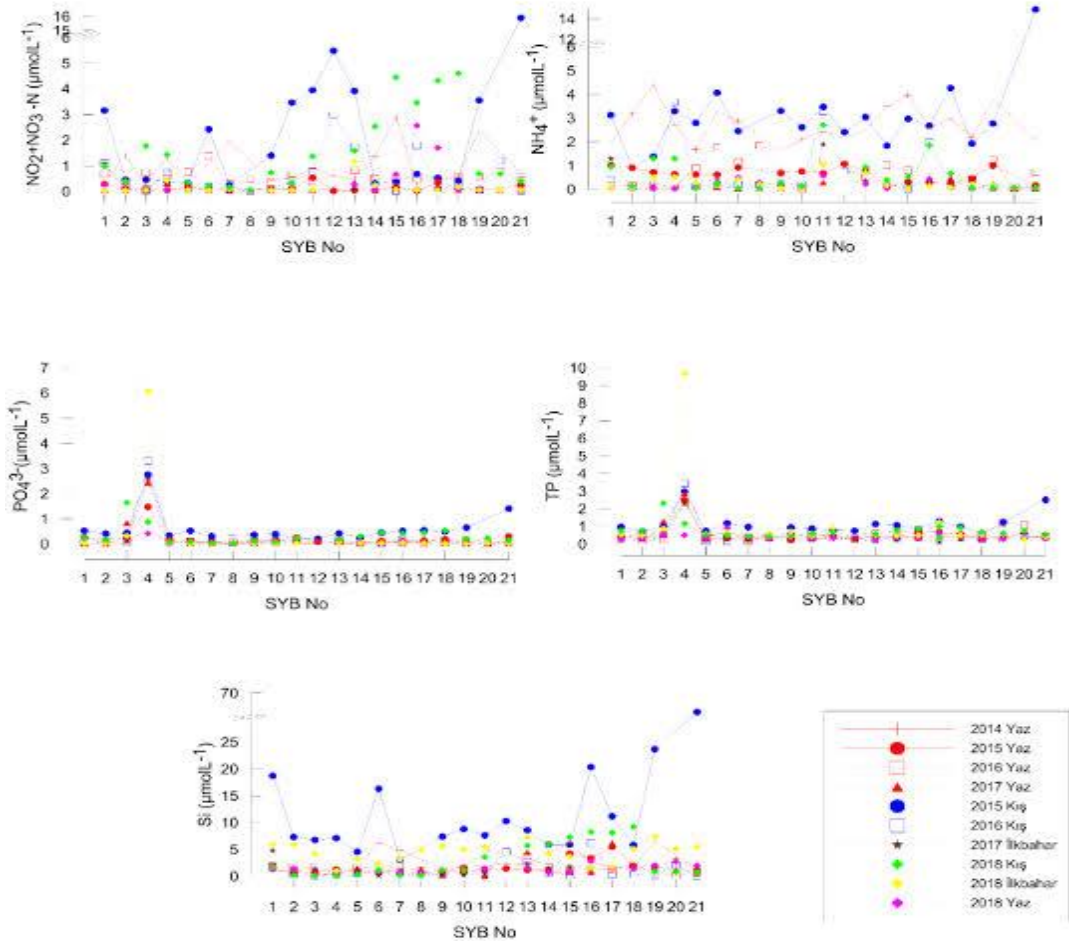 NO2+NO3-N (µmolL-1)
16
15
6
5
4
3
2
1
0
1 2 3 4 5 6 7 8 9 10 11 12 13 14 15 16 17 18 19 20 21
SYB No
NH4+ (µmolL-1)
14
12
6
5
4
3
2
1
0
1 2 3 4 5 6 7 8 9 10 11 12 13 14 15 16 17 18 19 20 21
SYB No
PO43-(µmolL-1)
7
6
5
4
3
2
1
0
1 2 3 4 5 6 7 8 9 10 11 12 13 14 15 16 17 18 19 20 21
SYB No
TP (µmolL-1)
10
9
8
7
6
5
4
3
2
1
0
1 2 3 4 5 6 7 8 9 10 11 12 13 14 15 16 17 18 19 20 21
SYB No
Si (µmolL-1)
70
25
20
15
10
5
0
1 2 3 4 5 6 7 8 9 10 11 12 13 14 15 16 17 18 19 20 21
SYB No
2014 Yaz
2015 Yaz
2016 Yaz
2017 Yaz
2015 Kış
2016 Kış
2017 İlkbahar
2018 Kış
2018 İlkbahar
2018 Yaz